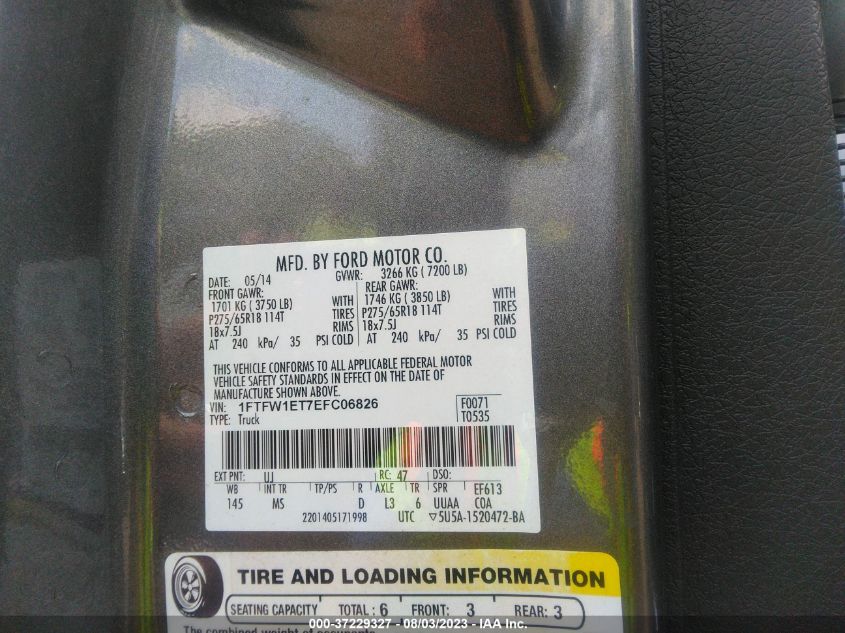 MFD. BY FORD MOTOR CO.
DATE: 05/14 GVWR: 3266 KG ( 7200 LB)
FRONT GAWR: REAR GAWR:
1701 KG ( 3750 LB) WITH 1746 KG ( 3850 LB) WITH
P275/65R18 114T TIRES P275/65R18 114T TIRES
18x7.5J RIMS 18x7.5J RIMS
AT 240 kPa/ 35 PSI COLD AT 240 kPa/ 35 PSI COLD
THIS VEHICLE CONFORMS TO ALL APPLICABLE FEDERAL MOTOR
VEHICLE SAFETY STANDARDS IN EFFECT ON THE DATE OF
MANUFACTURE SHOWN ABOVE.
VIN: 1FTFW1ET7EFC06826 F0071
TYPE: Truck T0535
EXT PNT: UJ RC: 47 DSO:
WB INT TR TP/PS R AXLE TR SPR EF613
145 MS D L3 6 UUAA COA
2201405171998 UTC ▽5U5A-1520472-BA
TIRE AND LOADING INFORMATION
SEATING CAPACITY TOTAL : 6 FRONT: 3 REAR: 3
The combined weight of occupants
000-37229327 - 08/03/2023 - IAA Inc.